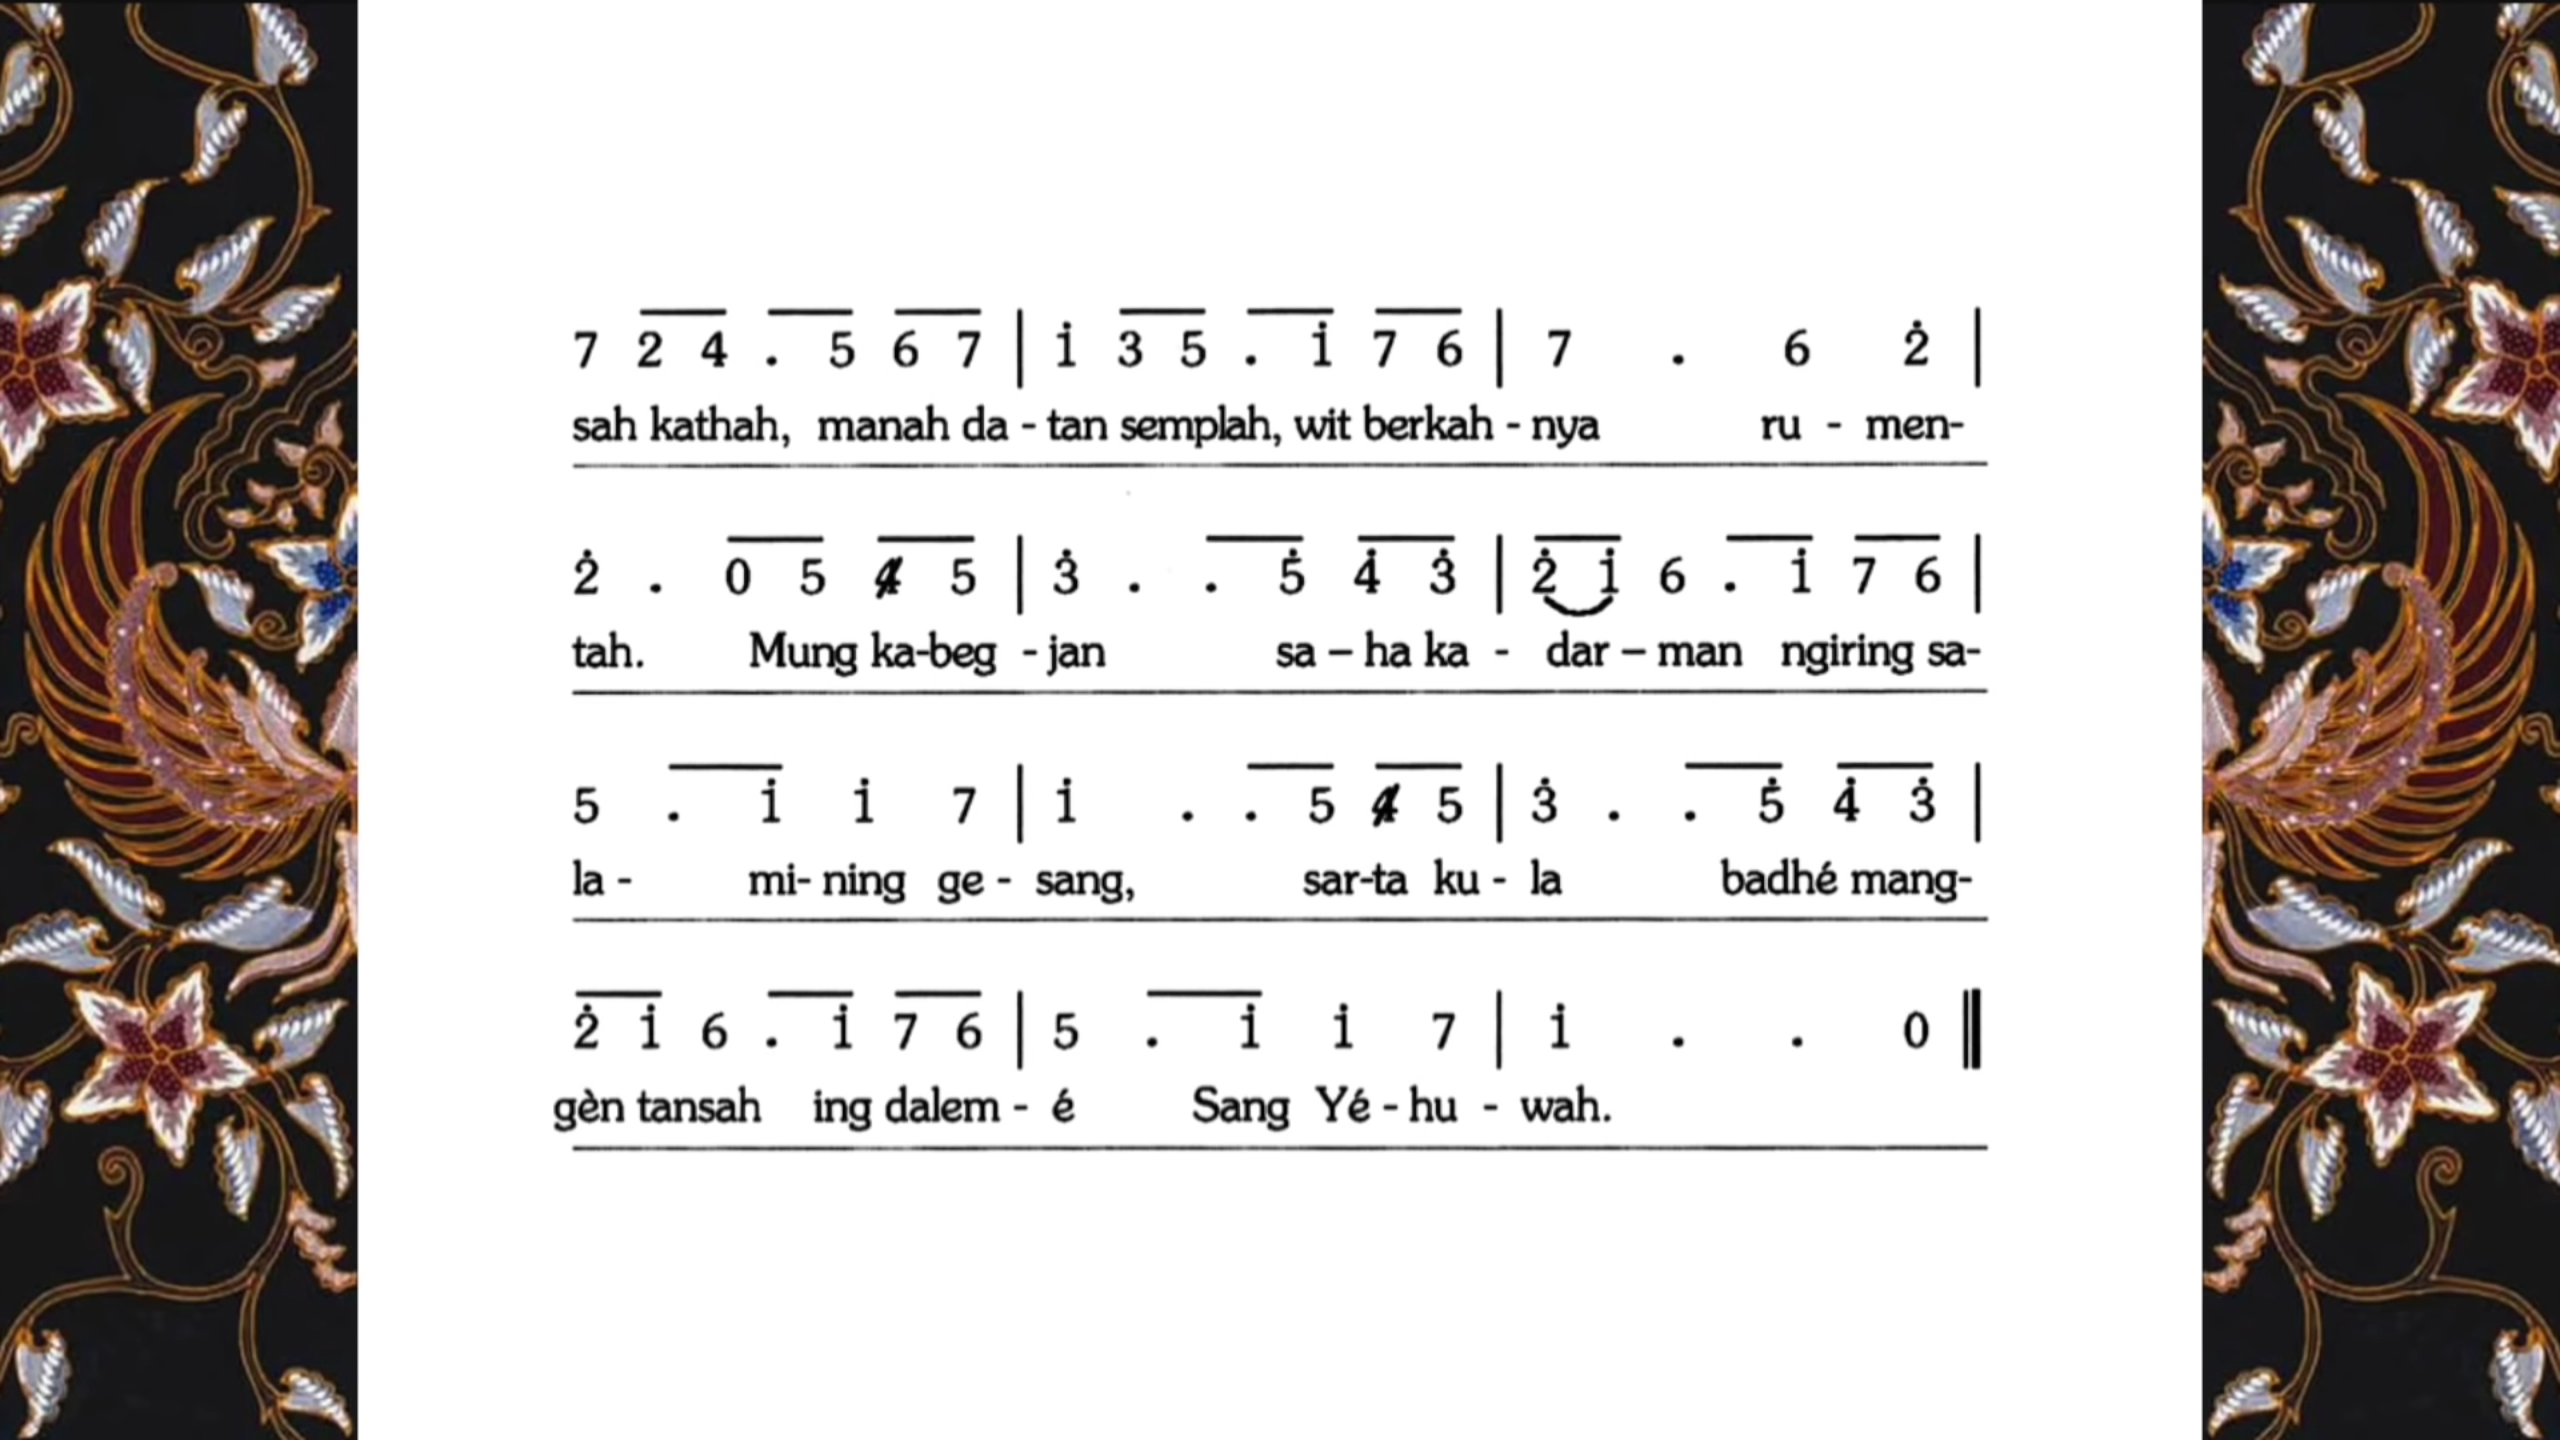 7 2 4 . 5 6 7 | i 3 5 . i 7 6 | 7 . 6 2̇ |
sah kathah, manah da - tan semplah, wit berkah - nya ru - men-
2̇ . 0 5 4̸ 5 | 3̇ . . 5̇ 4̇ 3̇ | 2̇ i 6 . i 7 6 |
tah. Mung ka-beg - jan sa – ha ka - dar – man ngiring sa-
5 . i i 7 | i . . 5 4̸ 5 | 3̇ . . 5̇ 4̇ 3̇ |
la - mi- ning ge - sang, sar-ta ku - la badhé mang-
2̇ i 6 . i 7 6 | 5 . i i 7 | i . . 0 ‖
gèn tansah ing dalem - é Sang Yé - hu - wah.